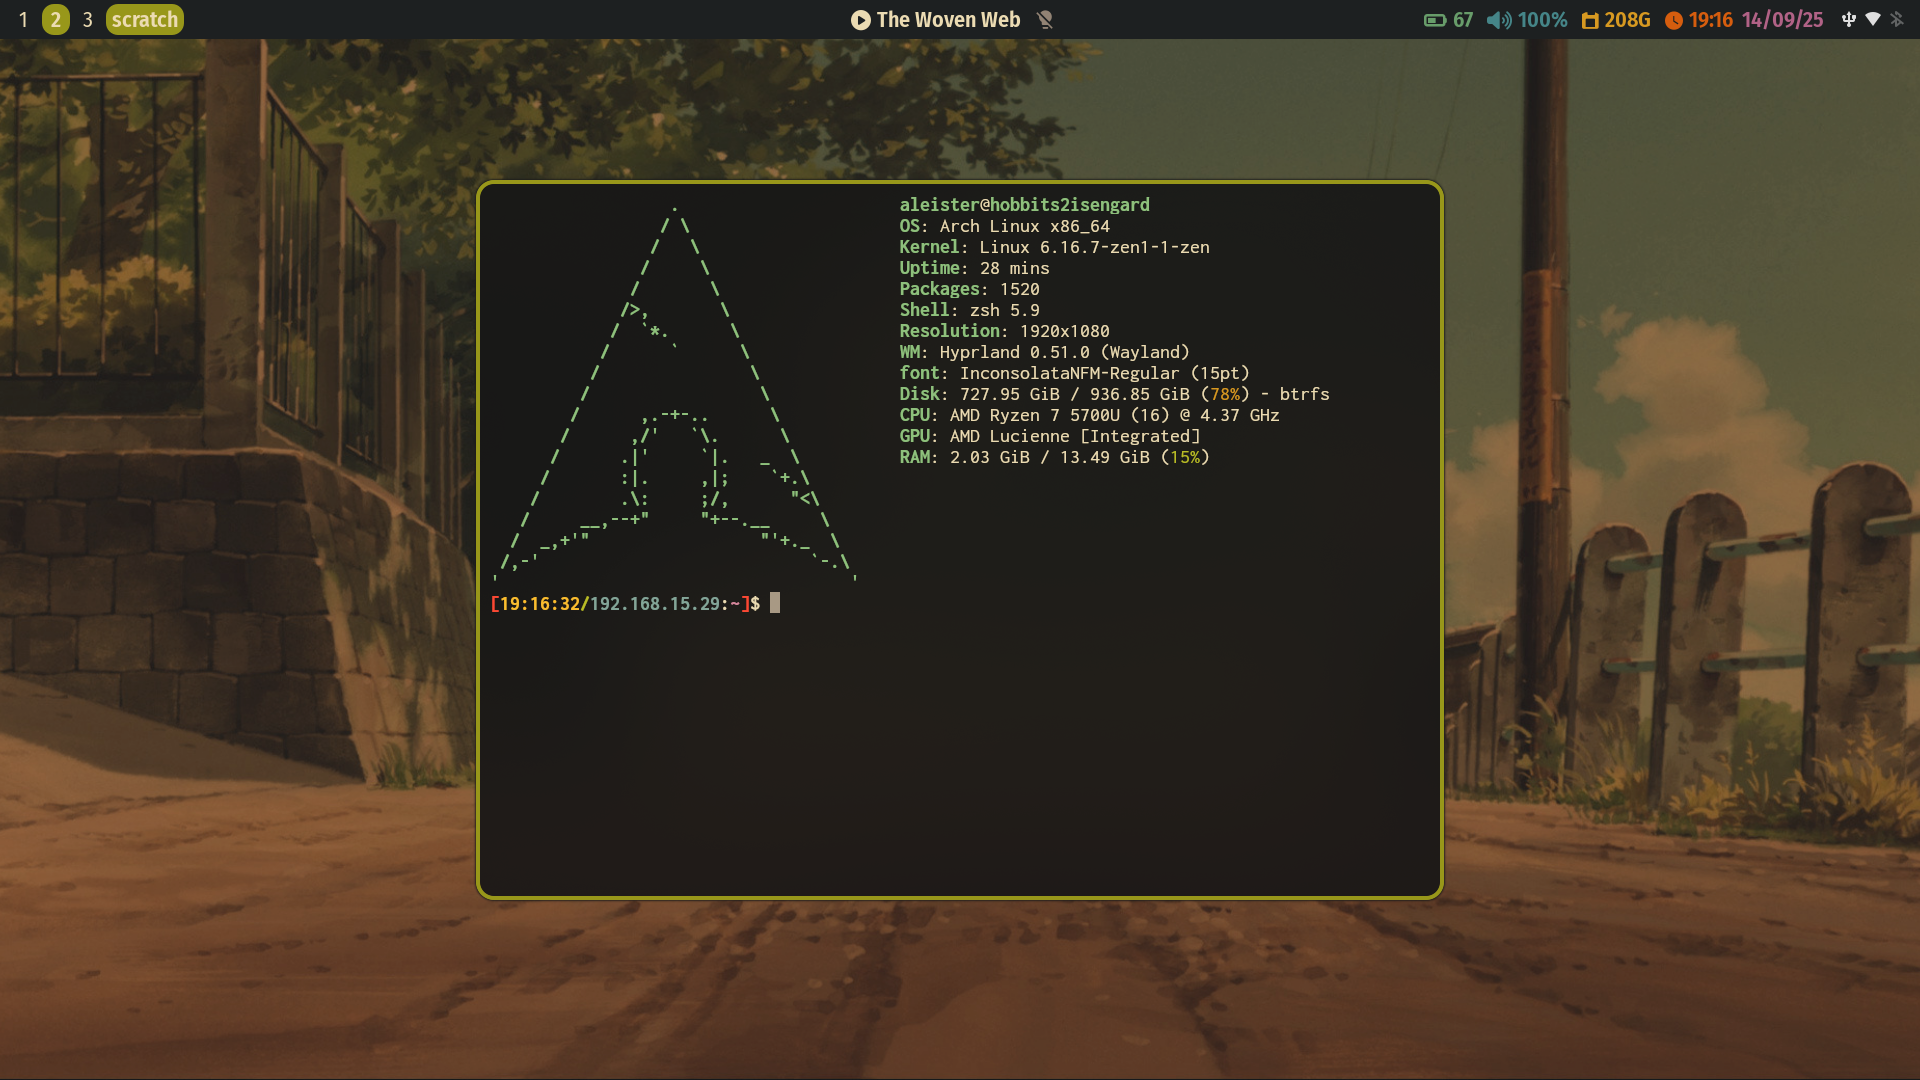 1 2 3 scratch
The Woven Web
67 100% 208G 19:16 14/09/25
aleister@hobbits2isengard
OS: Arch Linux x86_64
Kernel: Linux 6.16.7-zen1-1-zen
Uptime: 28 mins
Packages: 1520
Shell: zsh 5.9
Resolution: 1920x1080
WM: Hyprland 0.51.0 (Wayland)
font: InconsolataNFM-Regular (15pt)
Disk: 727.95 GiB / 936.85 GiB (78%) - btrfs
CPU: AMD Ryzen 7 5700U (16) @ 4.37 GHz
GPU: AMD Lucienne [Integrated]
RAM: 2.03 GiB / 13.49 GiB (15%)
[19:16:32/192.168.15.29:~]$